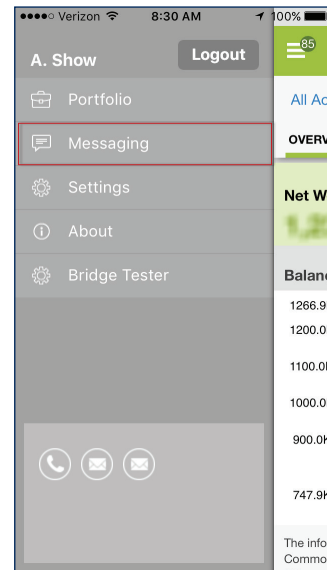 Verizon 8:30 AM 100%
A. Show Logout
85
Portfolio
All Ac
Messaging
OVERV
Settings
Net W
About
Bridge Tester
Balanc
1266.9
1200.0
1100.0
1000.0
900.0K
747.9K
The info
Commo